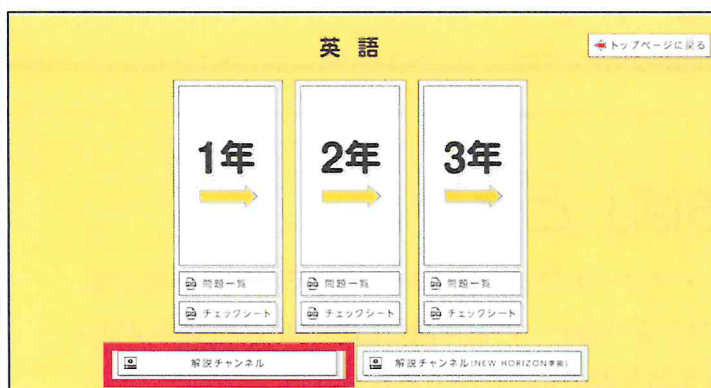 英語
トップページに戻る
1年
2年
3年
問題一覧
問題一覧
問題一覧
チェックシート
チェックシート
チェックシート
解説チャンネル
解説チャンネル(NEW HORIZON準拠)